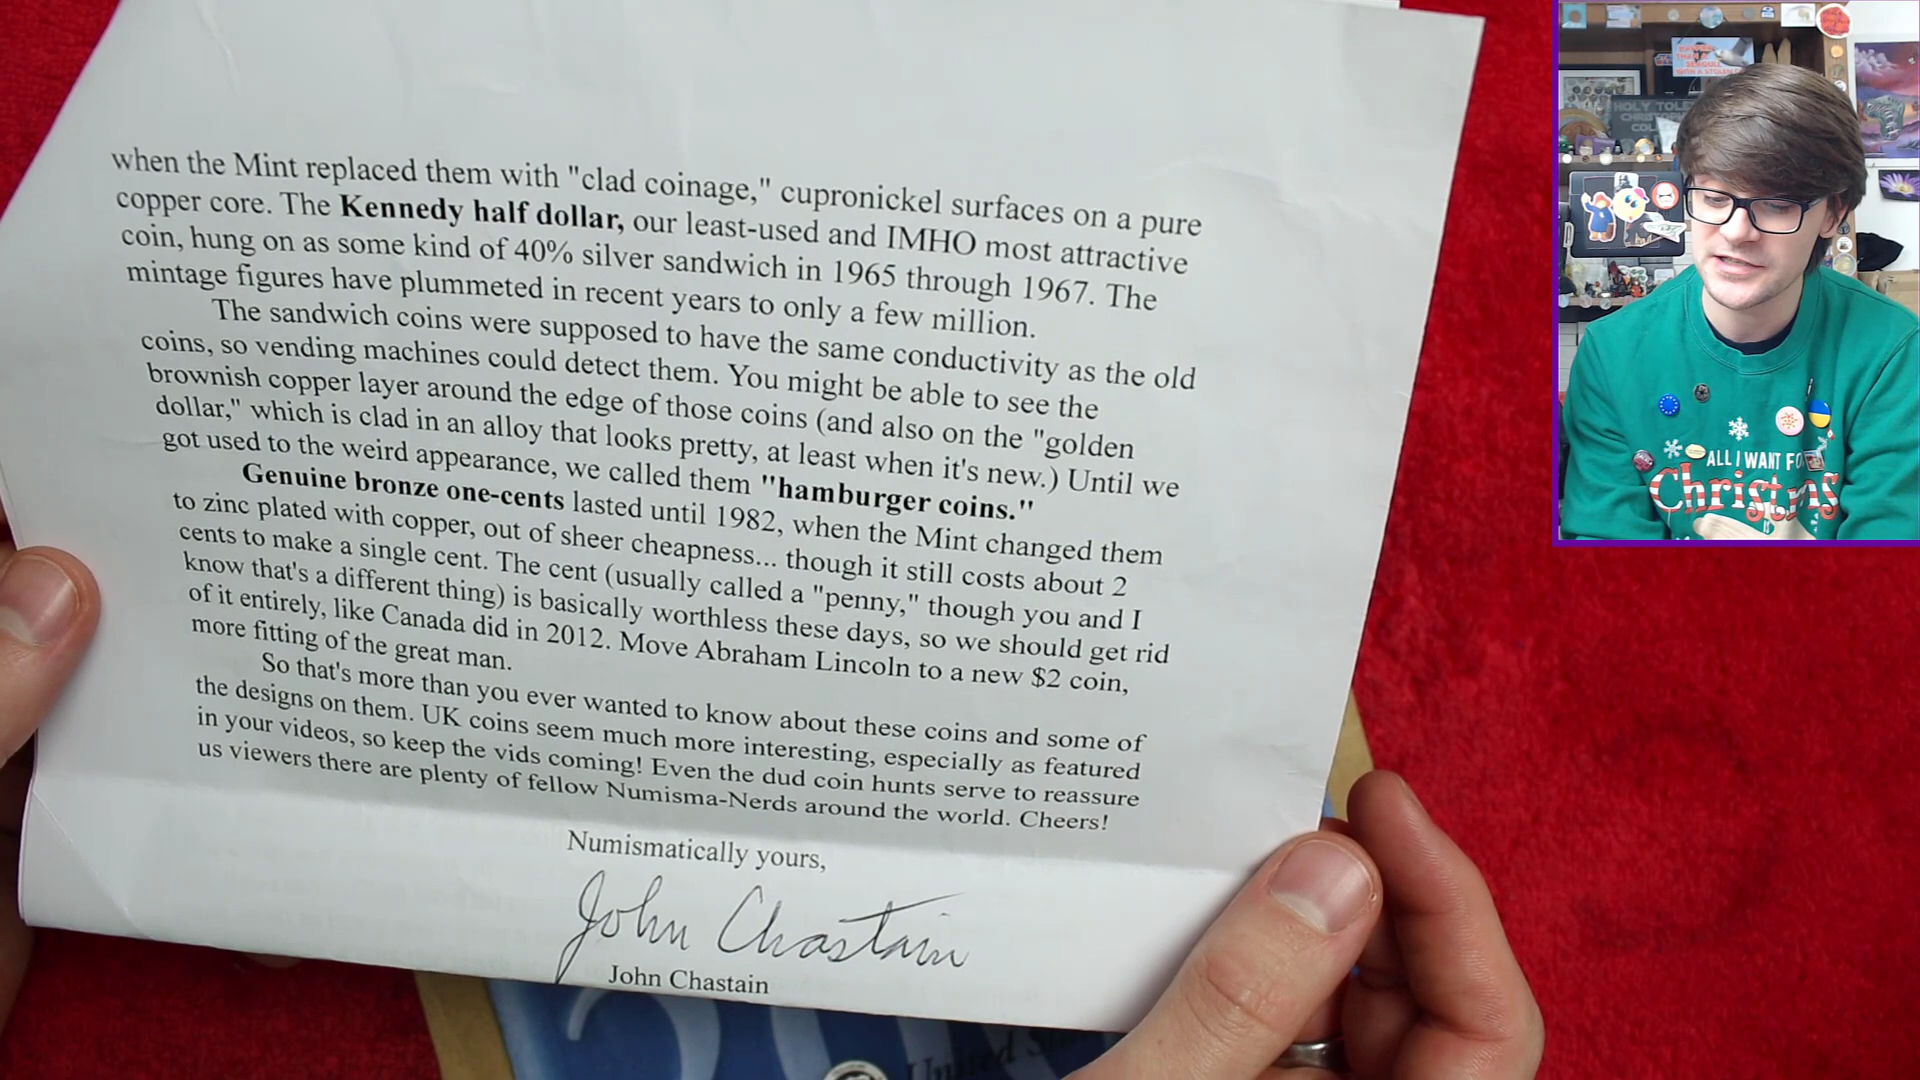 when the Mint replaced them with "clad coinage," cupronickel surfaces on a pure
copper core. The Kennedy half dollar, our least-used and IMHO most attractive
coin, hung on as some kind of 40% silver sandwich in 1965 through 1967. The
mintage figures have plummeted in recent years to only a few million.
The sandwich coins were supposed to have the same conductivity as the old
coins, so vending machines could detect them. You might be able to see the
brownish copper layer around the edge of those coins (and also on the "golden
dollar," which is clad in an alloy that looks pretty, at least when it's new.) Until we
got used to the weird appearance, we called them "hamburger coins."
Genuine bronze one-cents lasted until 1982, when the Mint changed them
to zinc plated with copper, out of sheer cheapness... though it still costs about 2
cents to make a single cent. The cent (usually called a "penny," though you and I
know that's a different thing) is basically worthless these days, so we should get rid
of it entirely, like Canada did in 2012. Move Abraham Lincoln to a new $2 coin,
more fitting of the great man.
So that's more than you ever wanted to know about these coins and some of
the designs on them. UK coins seem much more interesting, especially as featured
in your videos, so keep the vids coming! Even the dud coin hunts serve to reassure
us viewers there are plenty of fellow Numisma-Nerds around the world. Cheers!
Numismatically yours,
John Chastain
John Chastain
United
HOLY
ALL I WANT FO
Christmas
IS